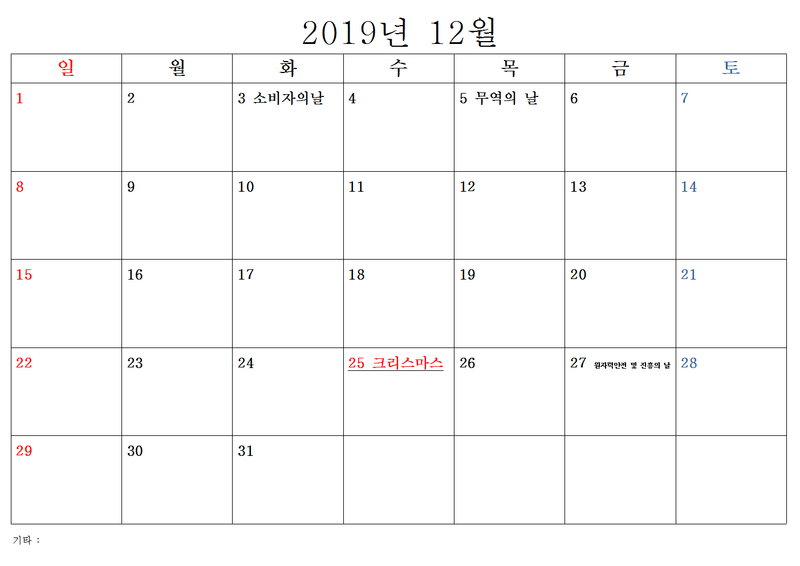 2019년 12월
일 월 화 수 목 금 토
1 2 3 소비자의날 4 5 무역의 날 6 7
8 9 10 11 12 13 14
15 16 17 18 19 20 21
22 23 24 25 크리스마스 26 27 원자력안전 및 진흥의 날 28
29 30 31
기타 :